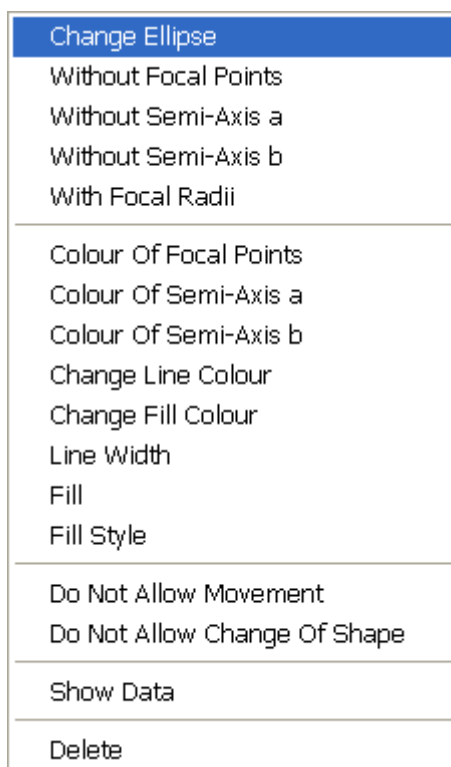 Change Ellipse
Without Focal Points
Without Semi-Axis a
Without Semi-Axis b
With Focal Radii
Colour Of Focal Points
Colour Of Semi-Axis a
Colour Of Semi-Axis b
Change Line Colour
Change Fill Colour
Line Width
Fill
Fill Style
Do Not Allow Movement
Do Not Allow Change Of Shape
Show Data
Delete